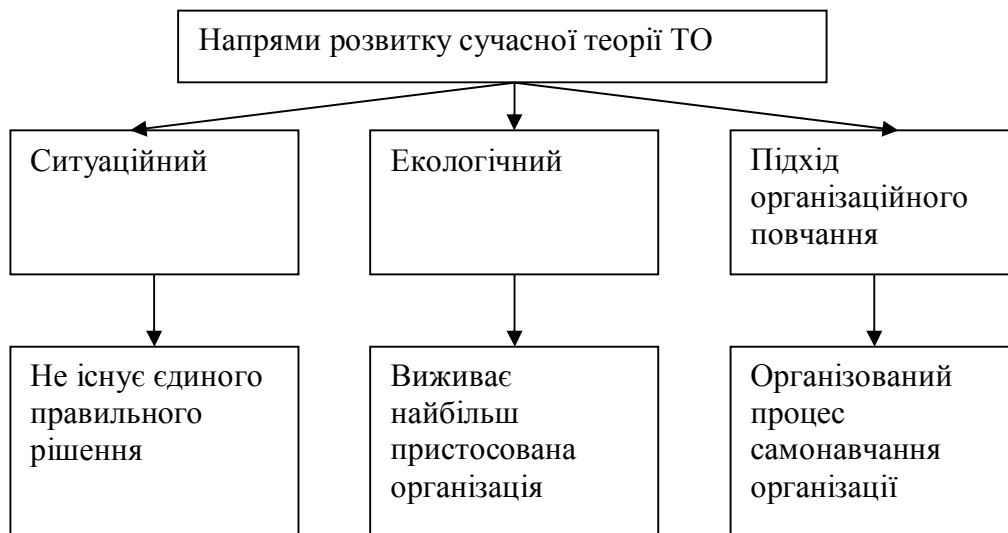 Напрями розвитку сучасної теорії ТО
Ситуаційний
Екологічний
Підхід
організаційного
повчання
Не існує єдиного
правильного
рішення
Виживає
найбільш
пристосована
організація
Організований
процес
самонавчання
організації